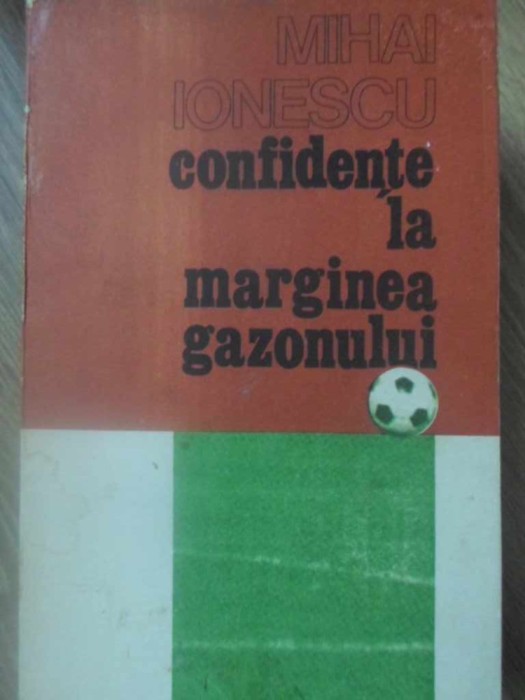 MIHAI
IONESCU
confidențe
la
marginea
gazonului